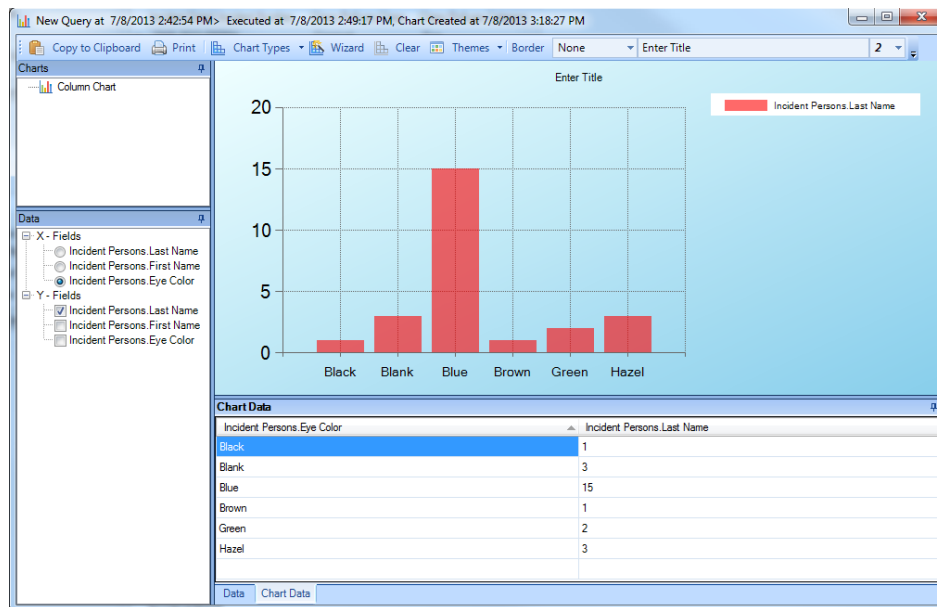 New Query at 7/8/2013 2:42:54 PM> Executed at 7/8/2013 2:49:17 PM, Chart Created at 7/8/2013 3:18:27 PM
Copy to Clipboard Print Chart Types Wizard Clear Themes Border None Enter Title 2
Charts
Column Chart
Data
X - Fields
Incident Persons.Last Name
Incident Persons.First Name
Incident Persons.Eye Color
Y - Fields
Incident Persons.Last Name
Incident Persons.First Name
Incident Persons.Eye Color
Enter Title
Incident Persons.Last Name
20
15
10
5
0
Black Blank Blue Brown Green Hazel
Chart Data
Incident Persons.Eye Color Incident Persons.Last Name
Black 1
Blank 3
Blue 15
Brown 1
Green 2
Hazel 3
Data Chart Data